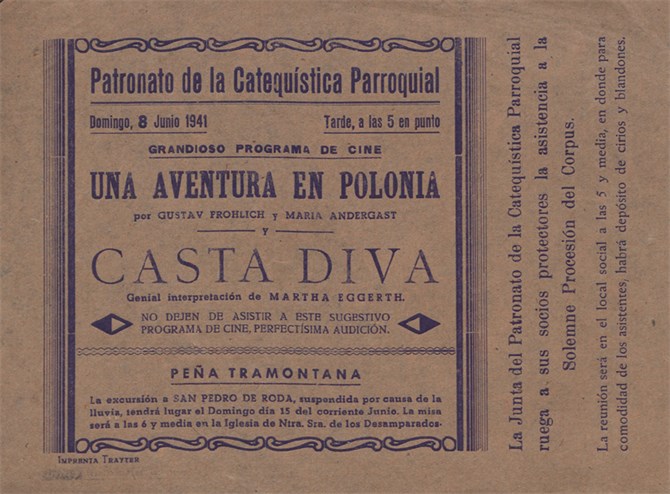 Patronato de la Catequística Parroquial
Domingo, 8 Junio 1941 Tarde, a las 5 en punto
GRANDIOSO PROGRAMA DE CINE
UNA AVENTURA EN POLONIA
por GUSTAV FROHLICH y MARIA ANDERGAST
y
CASTA DIVA
Genial interpretación de MARTHA EGGERTH.
NO DEJEN DE ASISTIR A ESTE SUGESTIVO
PROGRAMA DE CINE, PERFECTÍSIMA AUDICIÓN.
PEÑA TRAMONTANA
La excursión a SAN PEDRO DE RODA, suspendida por causa de la
lluvia, tendrá lugar el Domingo día 15 del corriente Junio. La misa
será a las 6 y media en la Iglesia de Ntra. Sra. de los Desamparados.
IMPRENTA TRAYTER
La Junta del Patronato de la Catequística Parroquial
ruega a sus socios protectores la asistencia a la
Solemne Procesión del Corpus.
La reunión será en el local social a las 5 y media, en donde para
comodidad de los asistentes, habrá depósito de cirios y blandones.